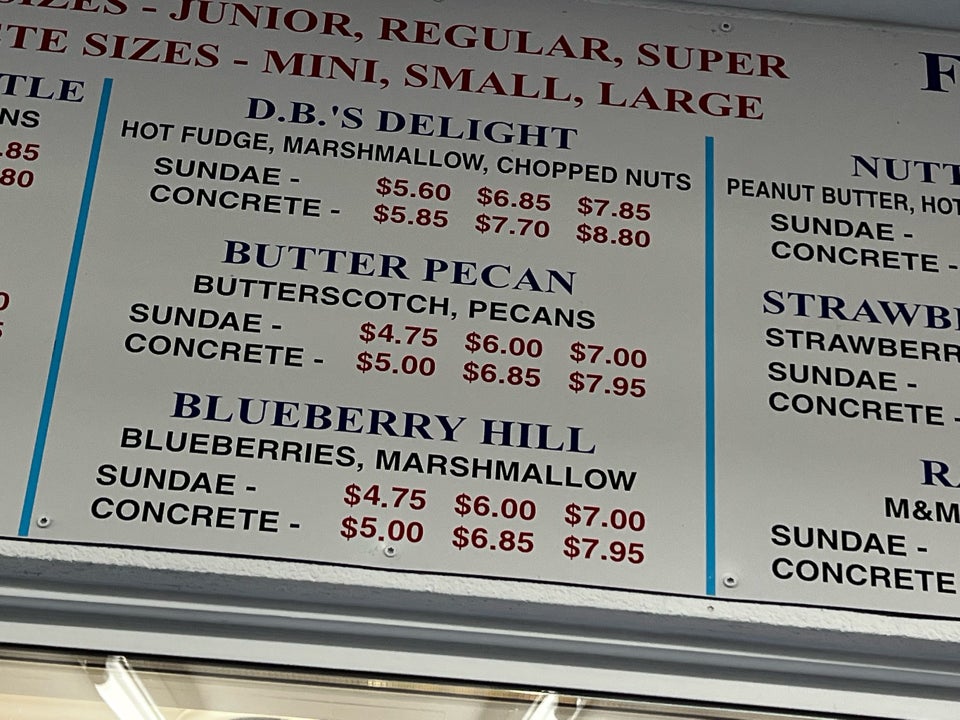 SIZES - JUNIOR, REGULAR, SUPER
SIZES - MINI, SMALL, LARGE
.85
80
D.B.'S DELIGHT
HOT FUDGE, MARSHMALLOW, CHOPPED NUTS
SUNDAE - $5.60 $6.85 $7.85
CONCRETE - $5.85 $7.70 $8.80
BUTTER PECAN
BUTTERSCOTCH, PECANS
SUNDAE - $4.75 $6.00 $7.00
CONCRETE - $5.00 $6.85 $7.95
BLUEBERRY HILL
BLUEBERRIES, MARSHMALLOW
SUNDAE - $4.75 $6.00 $7.00
CONCRETE - $5.00 $6.85 $7.95
PEANUT BUTTER, HOT
SUNDAE -
CONCRETE -
SUNDAE -
CONCRETE -
M&M
SUNDAE -
CONCRETE